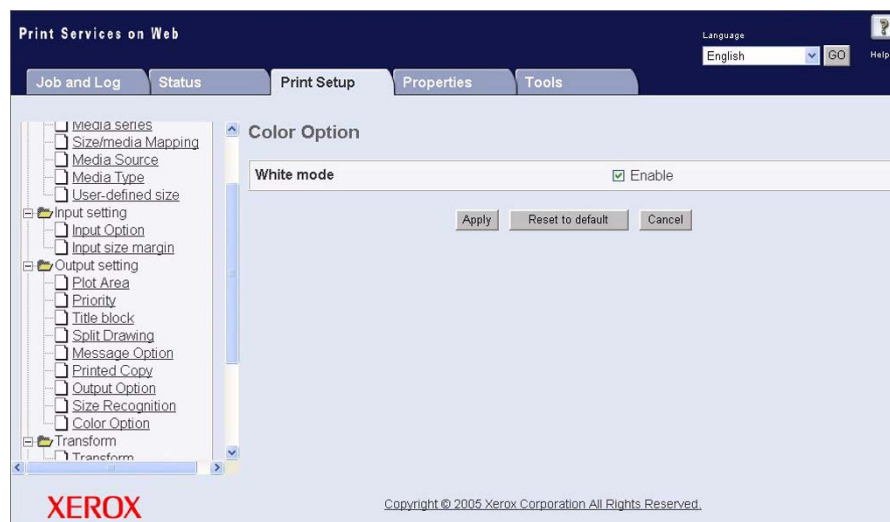 Print Services on Web
Language
English
GO
?
Help
Job and Log
Status
Print Setup
Properties
Tools
Media series
Size/media Mapping
Media Source
Media Type
User-defined size
Input setting
Input Option
Input size margin
Output setting
Plot Area
Priority
Title block
Split Drawing
Message Option
Printed Copy
Output Option
Size Recognition
Color Option
Transform
Transform
Color Option
White mode
Enable
Apply
Reset to default
Cancel
XEROX
Copyright © 2005 Xerox Corporation All Rights Reserved.